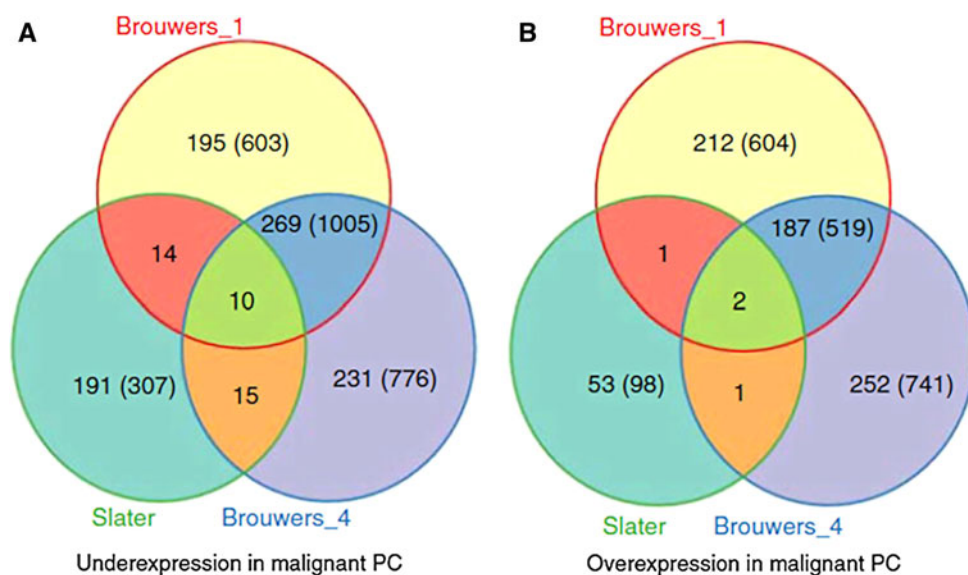 A
Brouwers_1
195 (603)
269 (1005)
14
10
191 (307)
15
231 (776)
Slater
Brouwers_4
Underexpression in malignant PC
B
Brouwers_1
212 (604)
187 (519)
1
2
53 (98)
1
252 (741)
Slater
Brouwers_4
Overexpression in malignant PC